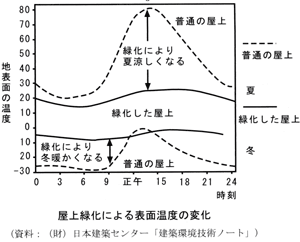 80
70
60
50
40
30
20
10
0
-10
-20
-30
地表面の温度
普通の屋上
緑化により
夏涼しくなる
緑化した屋上
緑化により
冬暖かくなる
普通の屋上
0 3 6 9 正午 15 18 21 24
時刻
普通の屋上
夏
緑化した屋上
冬
屋上緑化による表面温度の変化
(資料：(財)日本建築センター「建築環境技術ノート」)